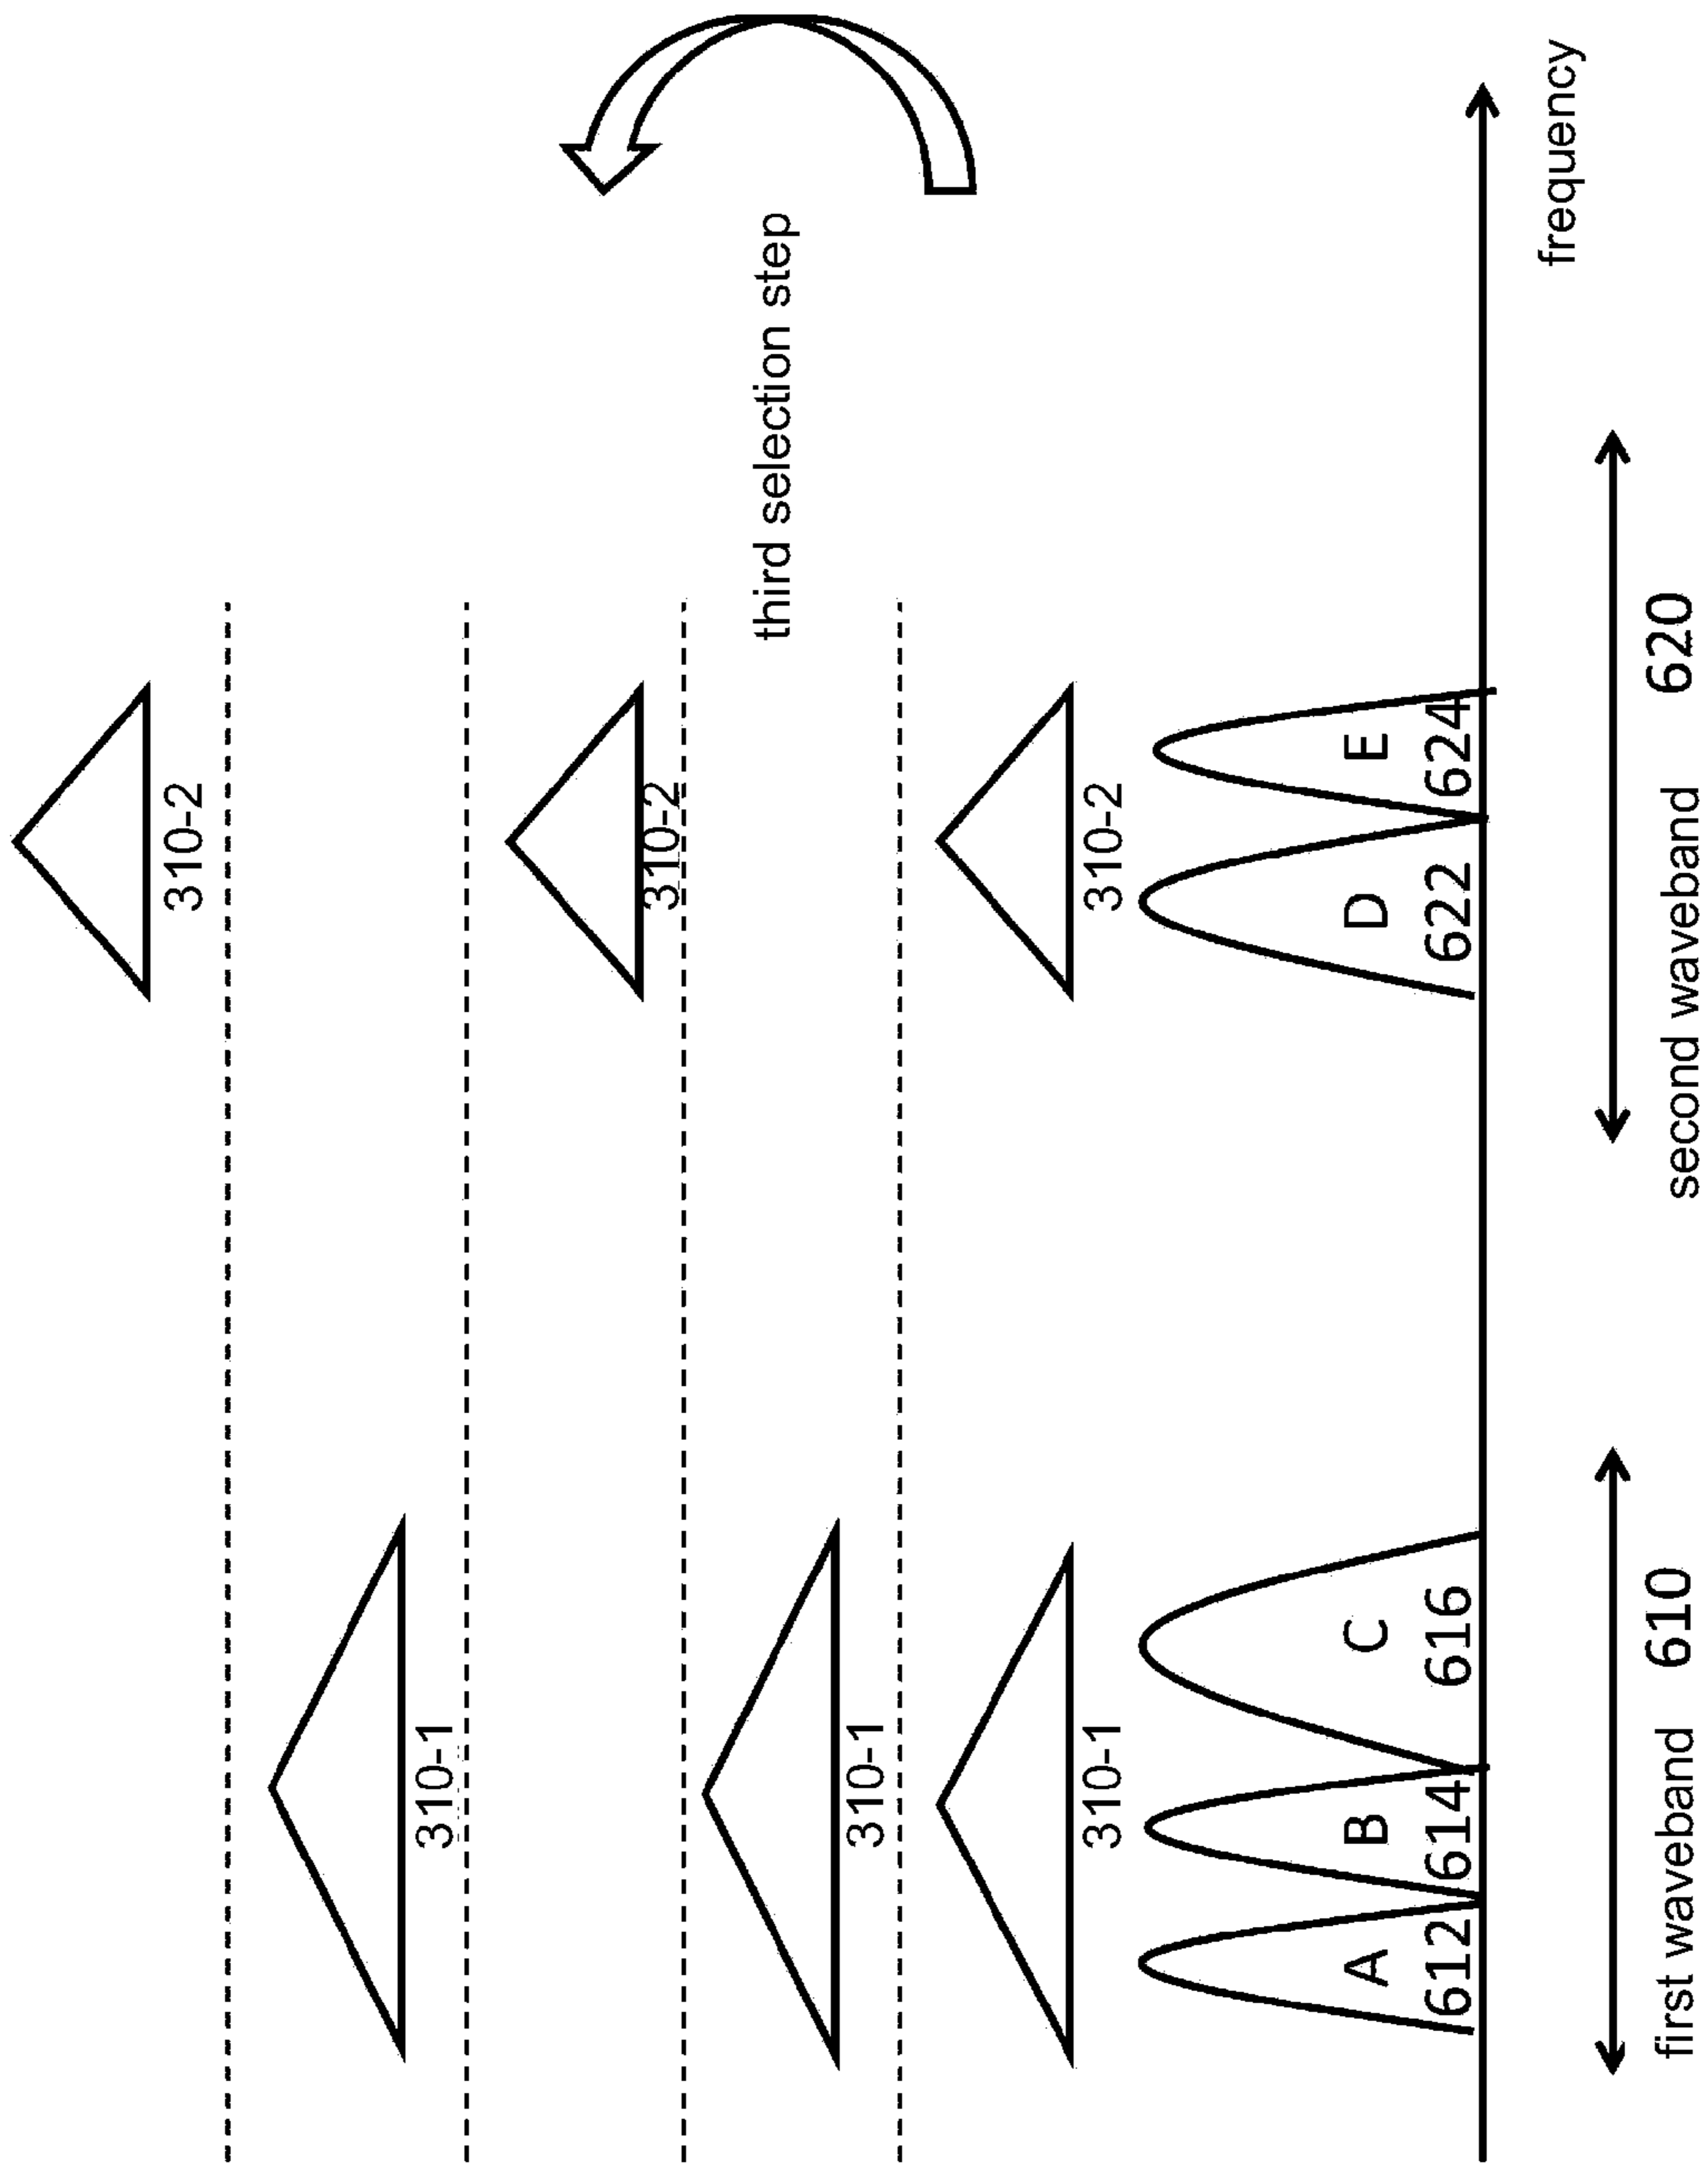 310-2
310-1
310-2
third selection step
310-1
310-1
310-2
A
B
C
D
E
612
614
616
622
624
frequency
first waveband 610
second waveband 620